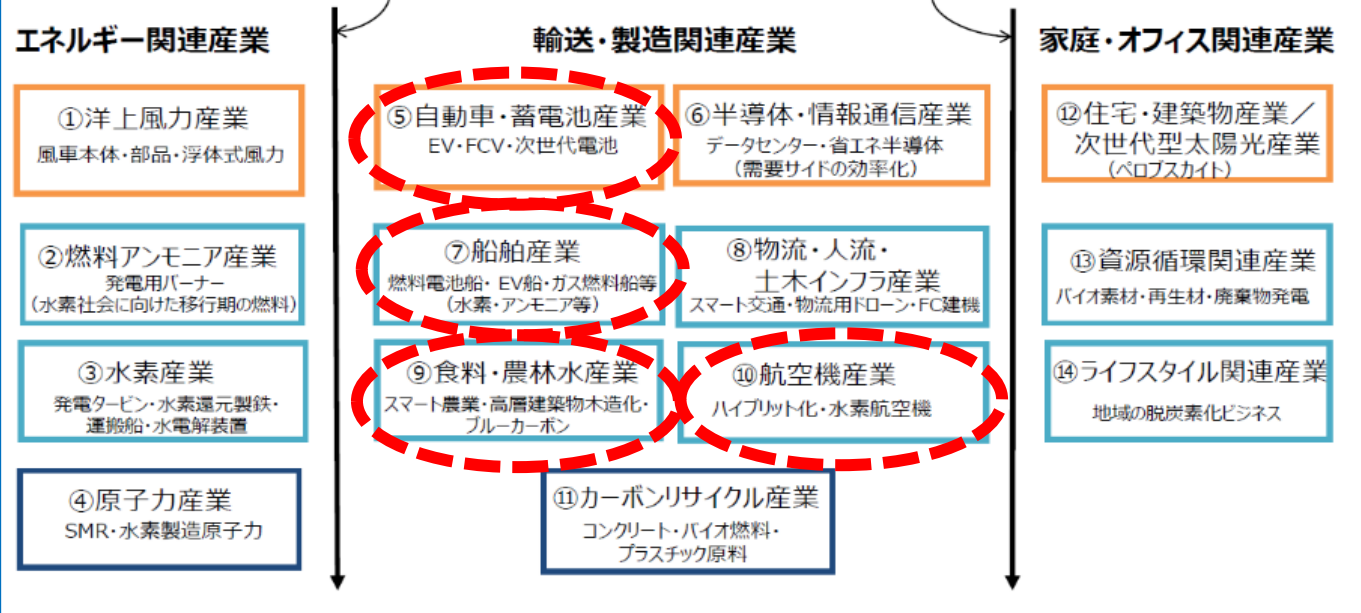 エネルギー関連産業
①洋上風力産業
風車本体・部品・浮体式風力
②燃料アンモニア産業
発電用バーナー
(水素社会に向けた移行期の燃料)
③水素産業
発電タービン・水素還元製鉄・
運搬船・水電解装置
④原子力産業
SMR・水素製造原子力
輸送・製造関連産業
⑤自動車・蓄電池産業
EV・FCV・次世代電池
⑥半導体・情報通信産業
データセンター・省エネ半導体
(需要サイドの効率化)
⑦船舶産業
燃料電池船・EV船・ガス燃料船等
(水素・アンモニア等)
⑧物流・人流・
土木インフラ産業
スマート交通・物流用ドローン・FC建機
⑨食料・農林水産業
スマート農業・高層建築物木造化・
ブルーカーボン
⑩航空機産業
ハイブリット化・水素航空機
⑪カーボンリサイクル産業
コンクリート・バイオ燃料・
プラスチック原料
家庭・オフィス関連産業
⑫住宅・建築物産業／
次世代型太陽光産業
(ペロブスカイト)
⑬資源循環関連産業
バイオ素材・再生材・廃棄物発電
⑭ライフスタイル関連産業
地域の脱炭素化ビジネス